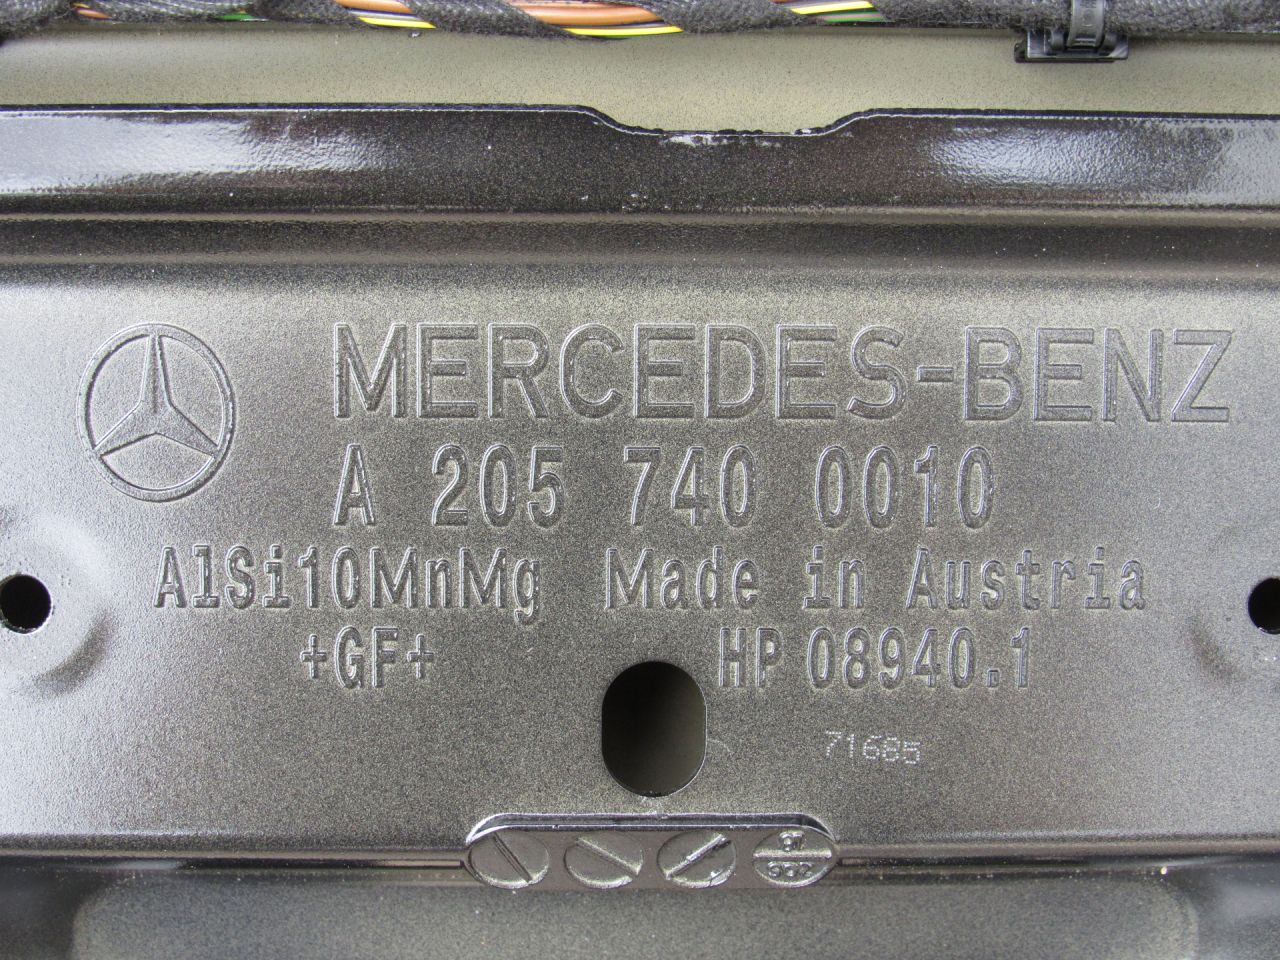 MERCEDES-BENZ
A 205 740 0010
AlSi10MnMg Made in Austria
+GF+ HP 08940.1
71685